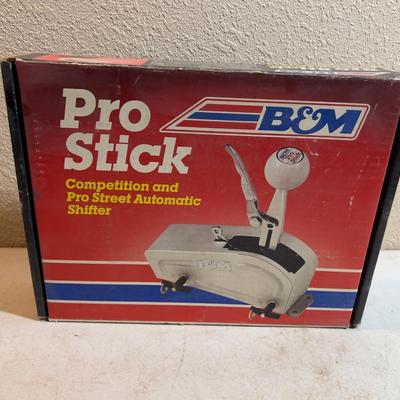 Pro
Stick
B&M
Competition and
Pro Street Automatic
Shifter
B&M